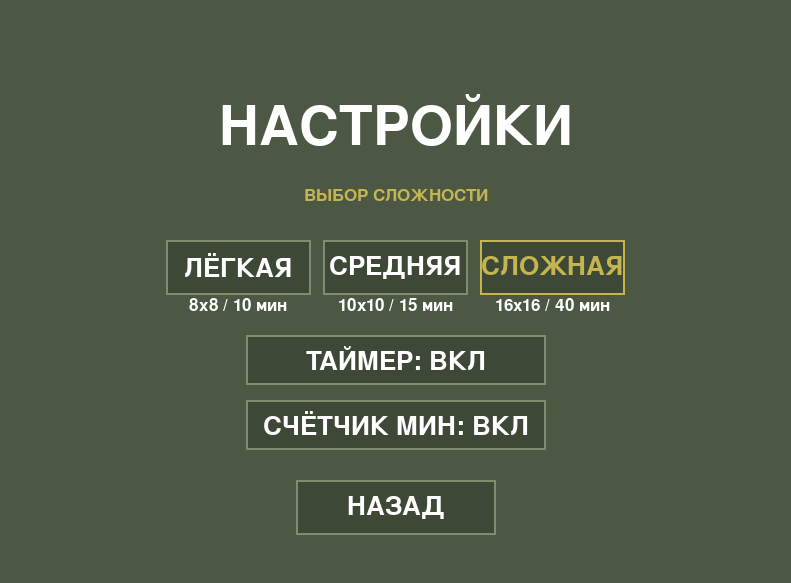 НАСТРОЙКИ
ВЫБОР СЛОЖНОСТИ
ЛЁГКАЯ СРЕДНЯЯ СЛОЖНАЯ
8x8 / 10 мин 10x10 / 15 мин 16x16 / 40 мин
ТАЙМЕР: ВКЛ
СЧЁТЧИК МИН: ВКЛ
НАЗАД